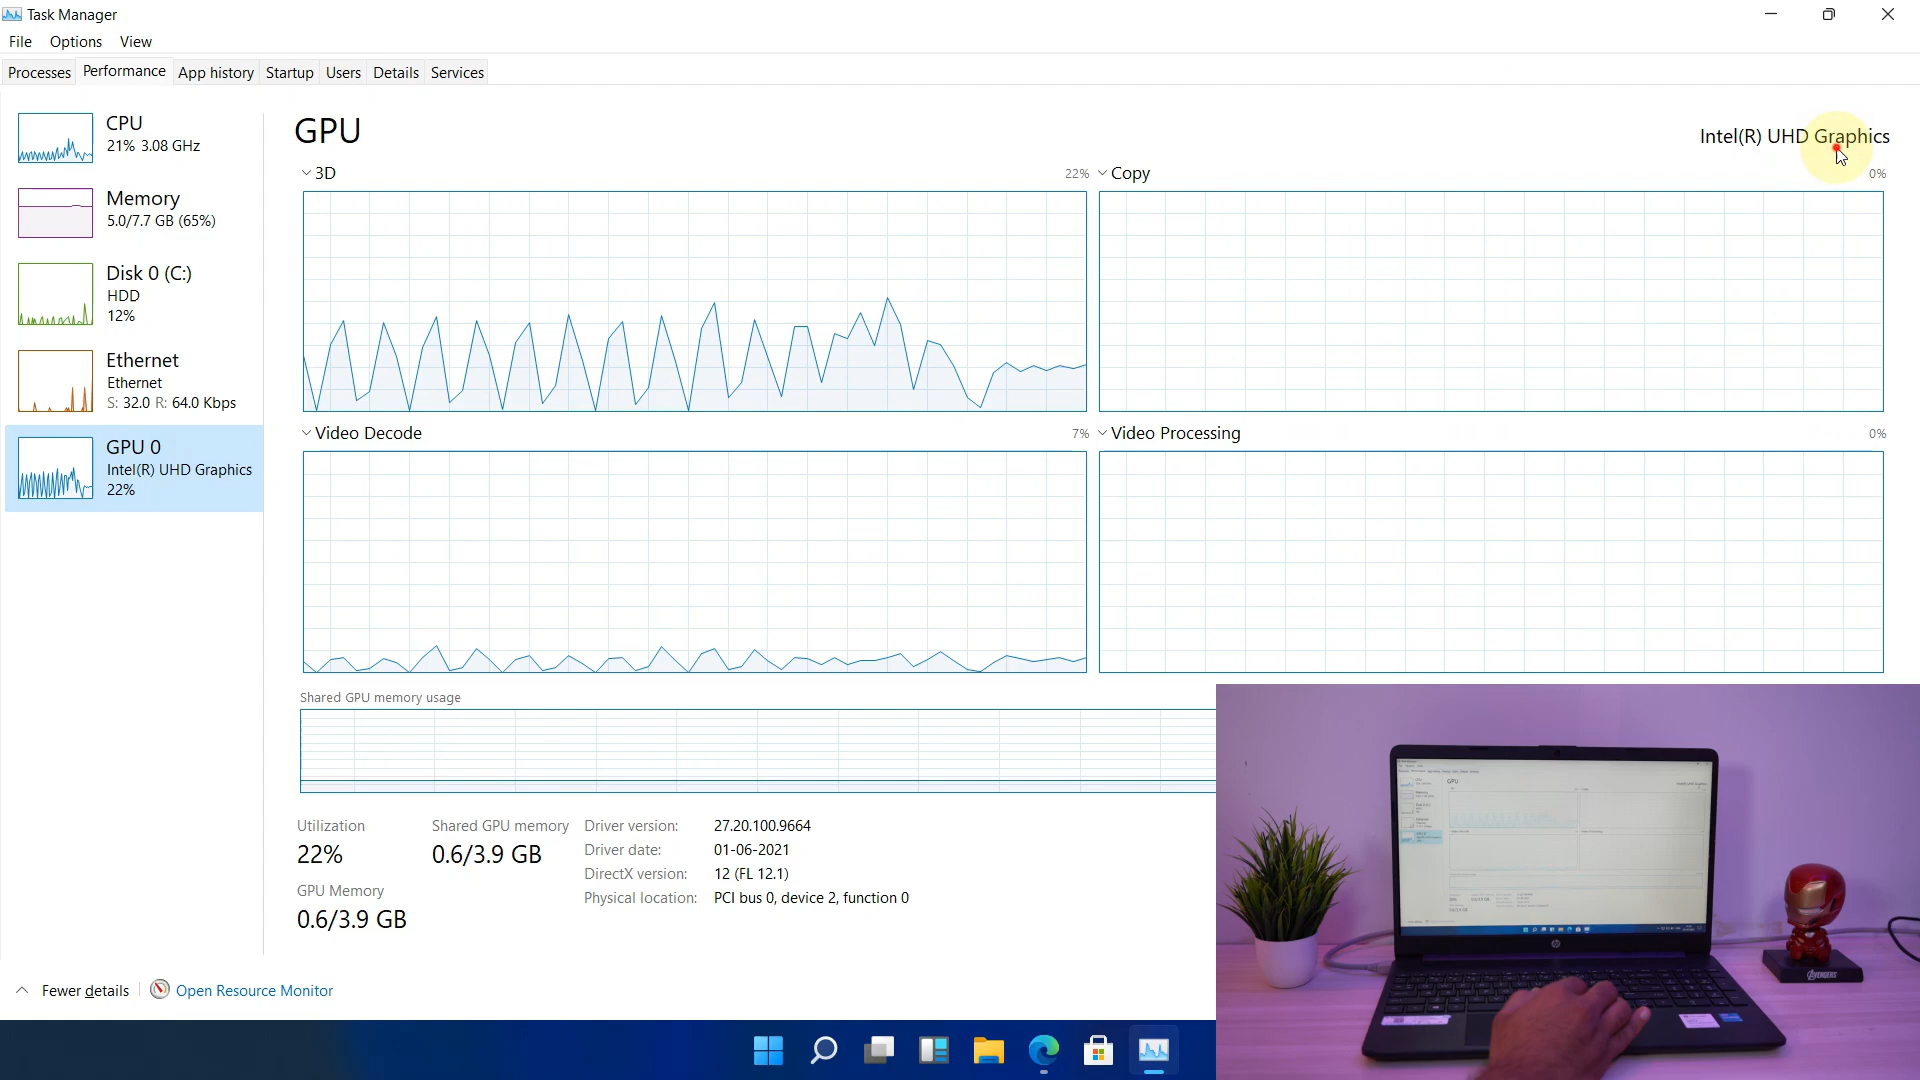 Task Manager
File Options View
Processes Performance App history Startup Users Details Services
CPU
21% 3.08 GHz
Memory
5.0/7.7 GB (65%)
Disk 0 (C:)
HDD
12%
Ethernet
Ethernet
S: 32.0 R: 64.0 Kbps
GPU 0
Intel(R) UHD Graphics
22%
GPU
Intel(R) UHD Graphics
3D 22%
Copy 0%
Video Decode 7%
Video Processing 0%
Shared GPU memory usage
Utilization
22%
Shared GPU memory
0.6/3.9 GB
GPU Memory
0.6/3.9 GB
Driver version: 27.20.100.9664
Driver date: 01-06-2021
DirectX version: 12 (FL 12.1)
Physical location: PCI bus 0, device 2, function 0
Fewer details
Open Resource Monitor
hp
AVENGERS